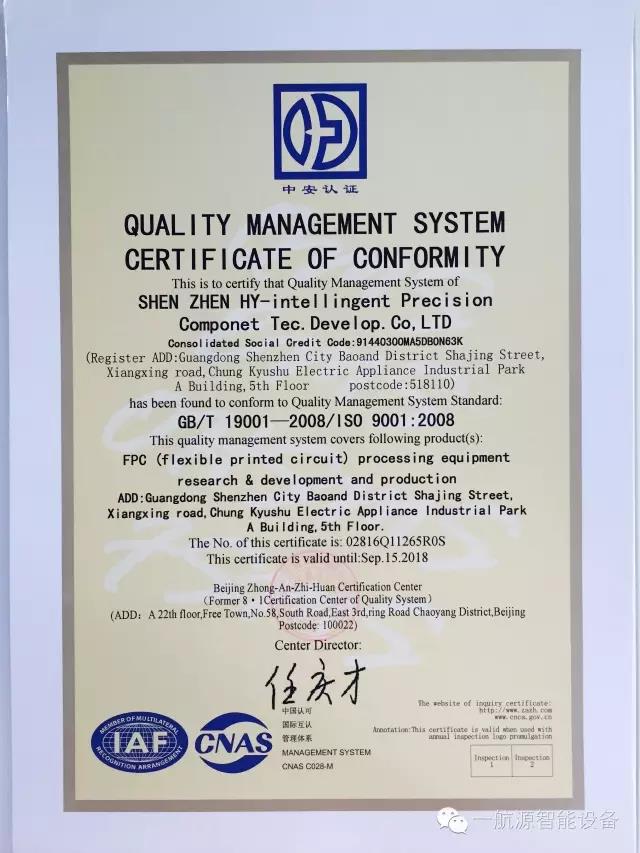 中安认证
QUALITY MANAGEMENT SYSTEM
CERTIFICATE OF CONFORMITY
This is to certify that Quality Management System of
SHEN ZHEN HY-intellingent Precision
Componet Tec.Develop.Co,LTD
Consolidated Social Credit Code:91440300MA5DB0N63K
(Register ADD:Guangdong Shenzhen City Baoand District Shajing Street,
Xiangxing road,Chung Kyushu Electric Appliance Industrial Park
A Building,5th Floor postcode:518110)
has been found to conform to Quality Management System Standard:
GB/T 19001—2008/ISO 9001:2008
This quality management system covers following product(s):
FPC (flexible printed circuit) processing equipment
research & development and production
ADD:Guangdong Shenzhen City Baoand District Shajing Street,
Xiangxing road,Chung Kyushu Electric Appliance Industrial Park
A Building,5th Floor.
The No. of this certificate is: 02816Q11265R0S
This certificate is valid until:Sep.15.2018
Beijing Zhong-An-Zhi-Huan Certification Center
(Former 8·1Certification Center of Quality System)
(ADD: A 22th floor,Free Town,No.58,South Road,East 3rd,ring Road Chaoyang District,Beijing
Postcode: 100022)
Center Director:
任庆才
MEMBER OF MULTILATERAL
IAF
RECOGNITION ARRANGEMENT
CNAS
中国认可
国际互认
管理体系
MANAGEMENT SYSTEM
CNAS C028-M
The website of inquiry certificate:
http://www.zazh.com
www.cnca.gov.cn
Annotation:This certificate is valid when used with
annual inspection logo promulgation
Inspection 1
Inspection 2
一航源智能设备